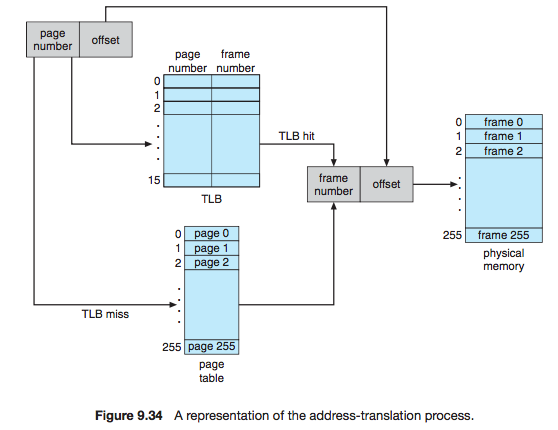 page number
offset
page number
frame number
0
1
2
.
.
.
.
15
TLB
TLB hit
frame number
offset
0 frame 0
1 frame 1
2 frame 2
.
.
.
.
255 frame 255
physical memory
0 page 0
1 page 1
2 page 2
.
.
.
.
255 page 255
page table
TLB miss
Figure 9.34 A representation of the address-translation process.